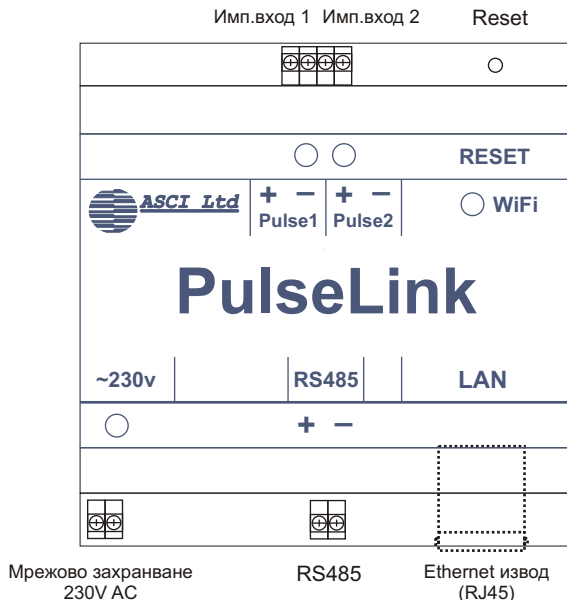 Имп.вход 1 Имп.вход 2 Reset
RESET
ASCI Ltd + − + − WiFi
Pulse1 Pulse2
PulseLink
~230v RS485 LAN
+ −
Мрежово захранване RS485 Ethernet извод
230V AC (RJ45)